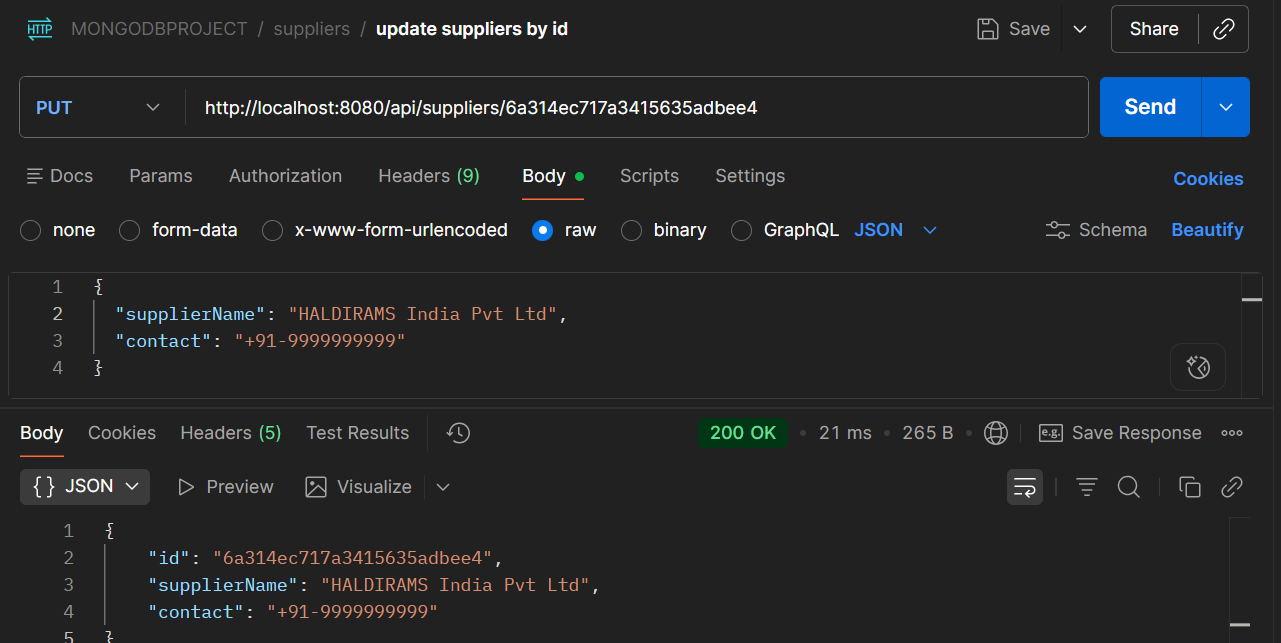 HTTP MONGODBPROJECT / suppliers / update suppliers by id Save Share
PUT http://localhost:8080/api/suppliers/6a314ec717a3415635adbee4 Send
Docs Params Authorization Headers (9) Body Scripts Settings Cookies
none form-data x-www-form-urlencoded raw binary GraphQL JSON Schema Beautify
1 {
2 "supplierName": "HALDIRAMS India Pvt Ltd",
3 "contact": "+91-9999999999"
4 }
Body Cookies Headers (5) Test Results 200 OK • 21 ms • 265 B • e.g. Save Response
{} JSON Preview Visualize
1 {
2 "id": "6a314ec717a3415635adbee4",
3 "supplierName": "HALDIRAMS India Pvt Ltd",
4 "contact": "+91-9999999999"
5 }